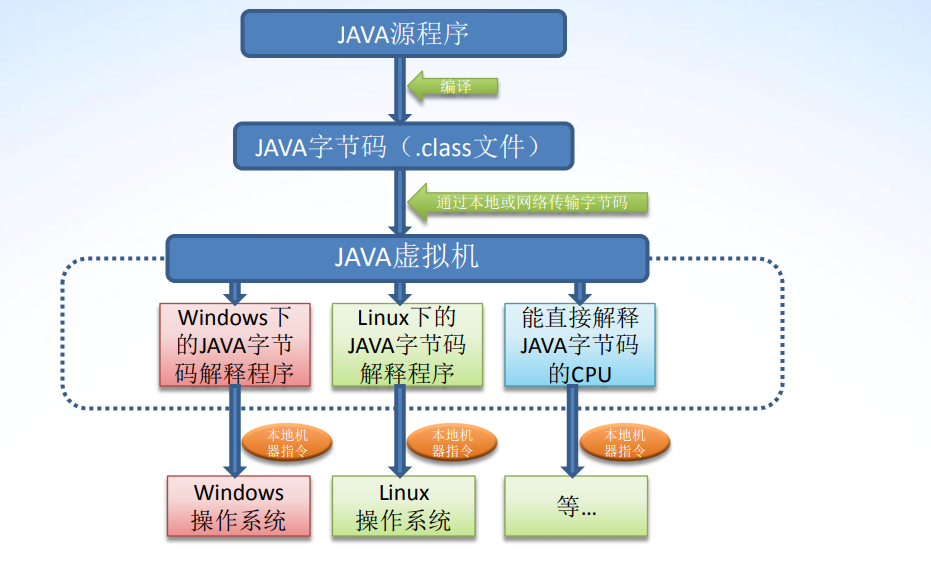 JAVA源程序
编译
JAVA字节码（.class文件）
通过本地或网络传输字节码
JAVA虚拟机
Windows下
的JAVA字节
码解释程序
Linux下的
JAVA字节码
解释程序
能直接解释
JAVA字节码
的CPU
本地机
器指令
本地机
器指令
本地机
器指令
Windows
操作系统
Linux
操作系统
等...